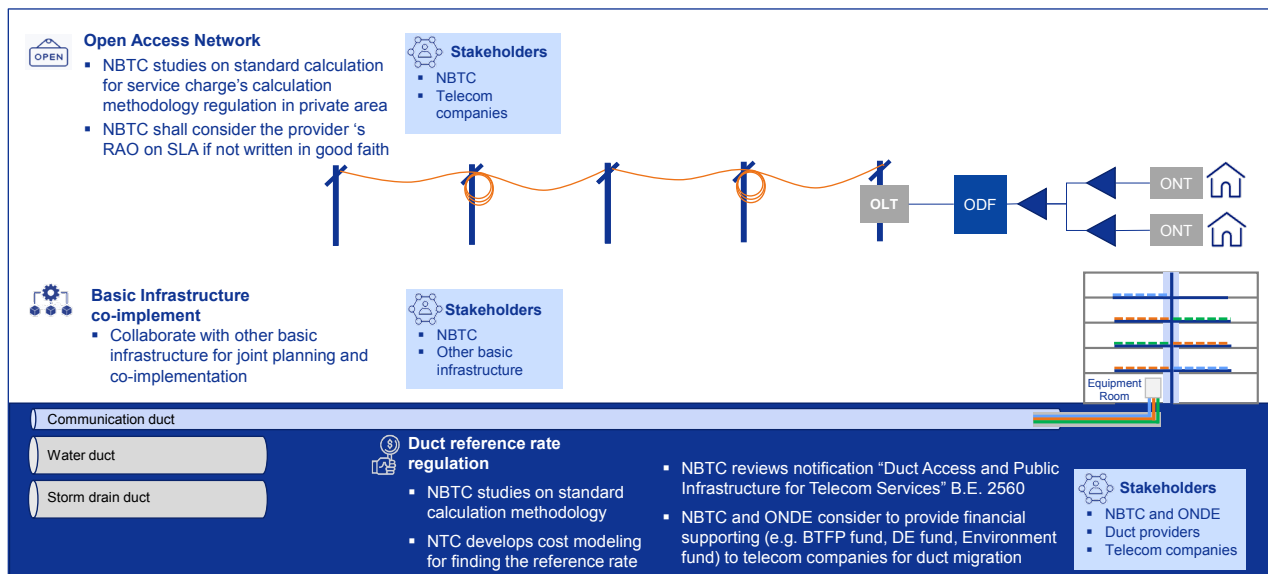 OPEN
Open Access Network
▪ NBTC studies on standard calculation
for service charge's calculation
methodology regulation in private area
▪ NBTC shall consider the provider 's
RAO on SLA if not written in good faith
Stakeholders
▪ NBTC
▪ Telecom
companies
OLT
ODF
ONT
ONT
Basic Infrastructure
co-implement
▪ Collaborate with other basic
infrastructure for joint planning and
co-implementation
Stakeholders
▪ NBTC
▪ Other basic
infrastructure
Equipment
Room
Communication duct
Water duct
Storm drain duct
$
Duct reference rate
regulation
▪ NBTC studies on standard
calculation methodology
▪ NTC develops cost modeling
for finding the reference rate
▪ NBTC reviews notification “Duct Access and Public
Infrastructure for Telecom Services” B.E. 2560
▪ NBTC and ONDE consider to provide financial
supporting (e.g. BTFP fund, DE fund, Environment
fund) to telecom companies for duct migration
Stakeholders
▪ NBTC and ONDE
▪ Duct providers
▪ Telecom companies